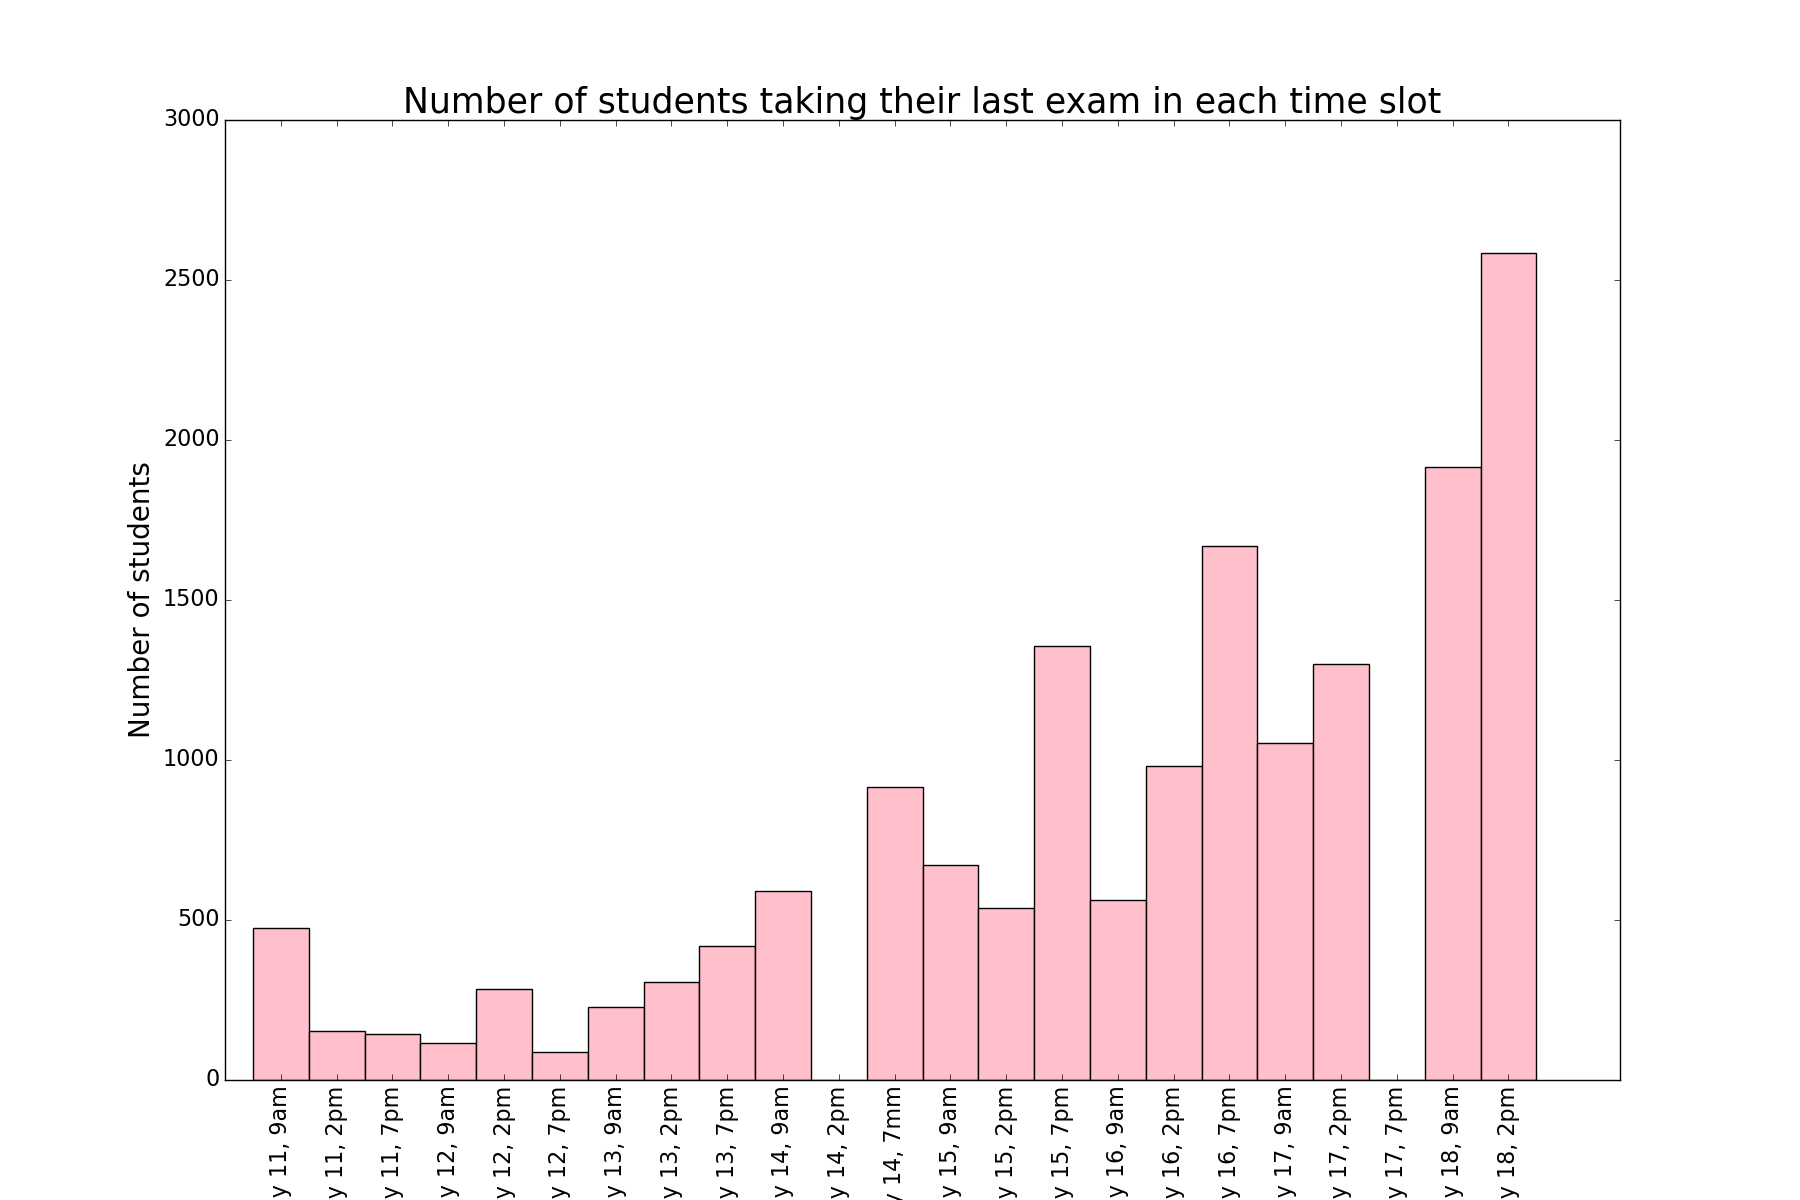 Number of students taking their last exam in each time slot
Number of students
3000
2500
2000
1500
1000
500
0
y 11, 9am
y 11, 2pm
y 11, 7pm
y 12, 9am
y 12, 2pm
y 12, 7pm
y 13, 9am
y 13, 2pm
y 13, 7pm
y 14, 9am
y 14, 2pm
y 14, 7mm
y 15, 9am
y 15, 2pm
y 15, 7pm
y 16, 9am
y 16, 2pm
y 16, 7pm
y 17, 9am
y 17, 2pm
y 17, 7pm
y 18, 9am
y 18, 2pm